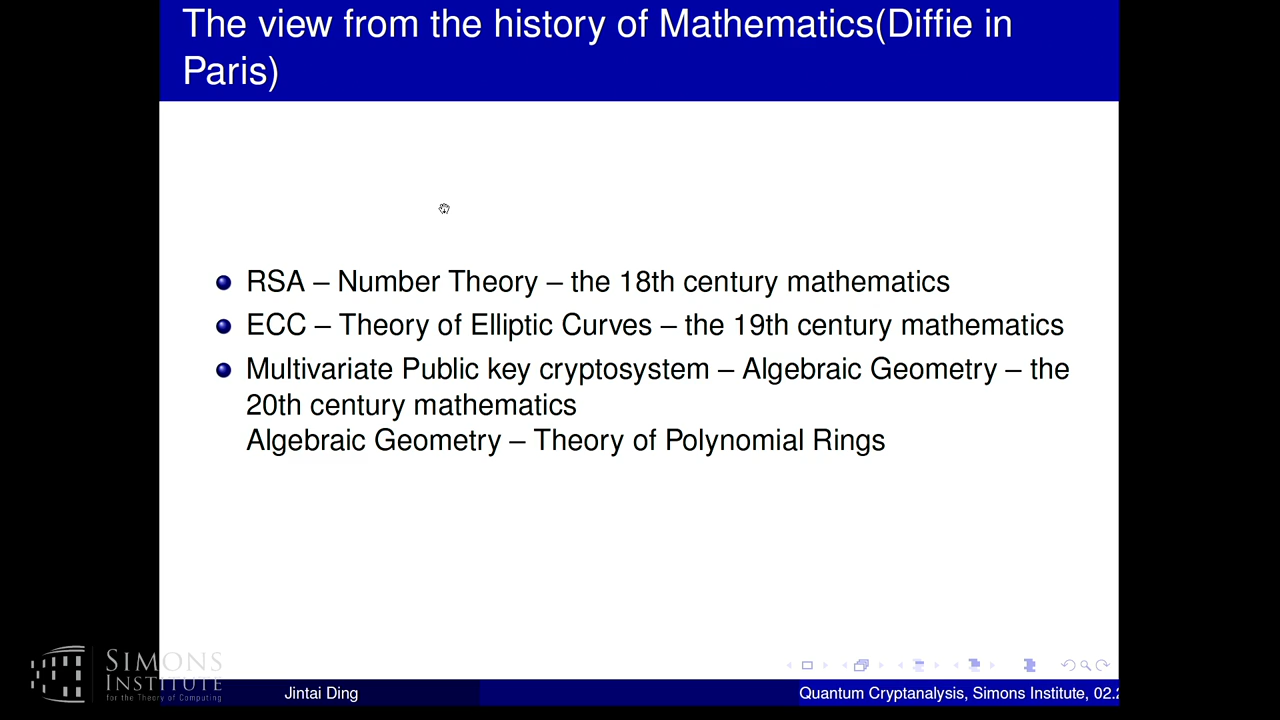 The view from the history of Mathematics(Diffie in
Paris)
RSA – Number Theory – the 18th century mathematics
ECC – Theory of Elliptic Curves – the 19th century mathematics
Multivariate Public key cryptosystem – Algebraic Geometry – the
20th century mathematics
Algebraic Geometry – Theory of Polynomial Rings
SIMONS
INSTITUTE
for the Theory of Computing
Jintai Ding
Quantum Cryptanalysis, Simons Institute, 02.